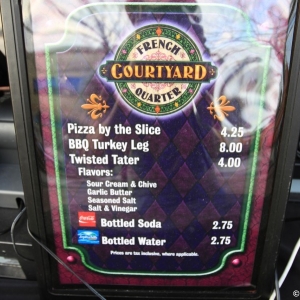 FRENCH
COURTYARD
QUARTER
Pizza by the Slice 4.25
BBQ Turkey Leg 8.00
Twisted Tater 4.00
Flavors:
Sour Cream & Chive
Garlic Butter
Seasoned Salt
Salt & Vinegar
Coca-Cola Bottled Soda 2.75
Bottled Water 2.75
Prices are tax inclusive, where applicable.